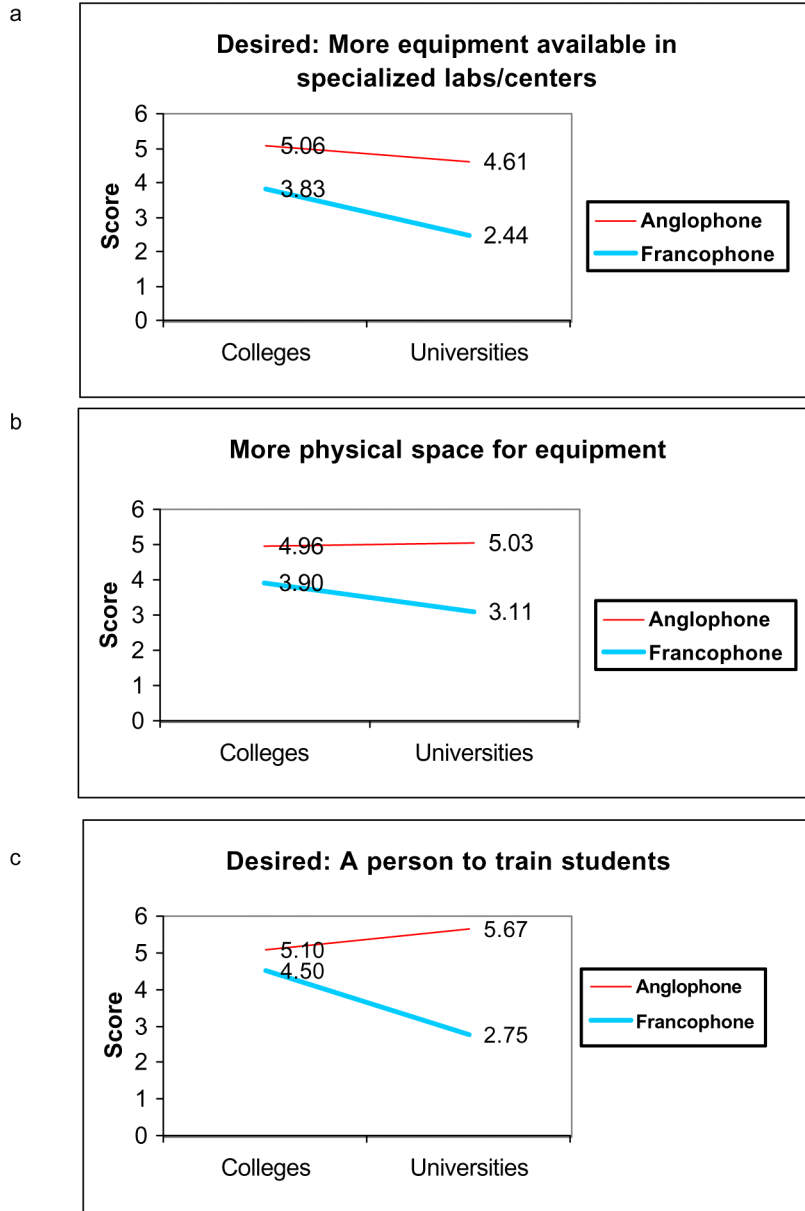 a
Desired: More equipment available in
specialized labs/centers
6
5
4
3
2
1
0
Score
5.06
4.61
3.83
2.44
Colleges
Universities
Anglophone
Francophone
b
More physical space for equipment
6
5
4
3
2
1
0
Score
4.96
5.03
3.90
3.11
Colleges
Universities
Anglophone
Francophone
c
Desired: A person to train students
6
5
4
3
2
1
0
Score
5.10
5.67
4.50
2.75
Colleges
Universities
Anglophone
Francophone